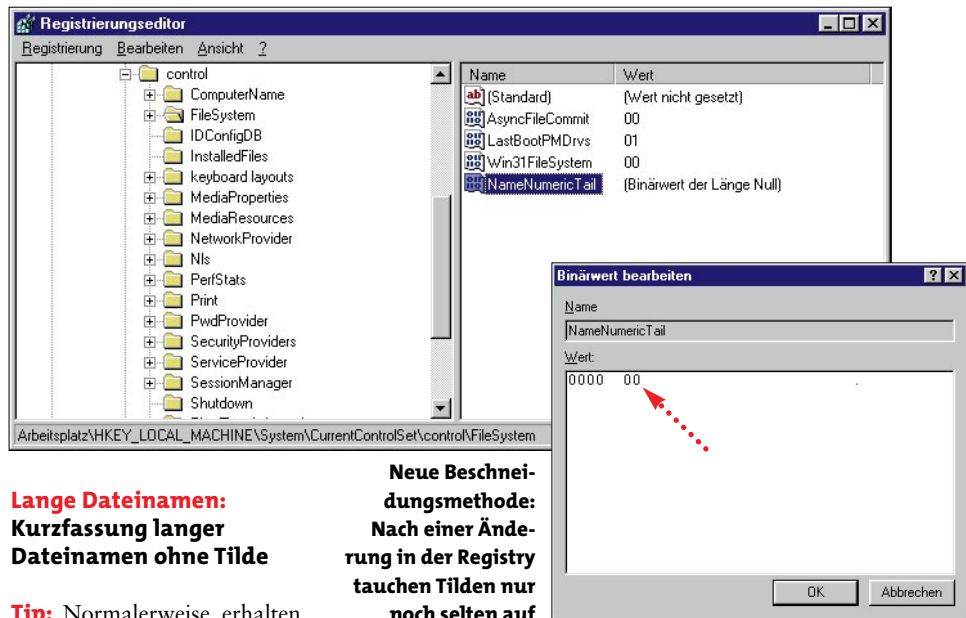 Registrierungseditor
Registrierung Bearbeiten Ansicht ?
control
ComputerName
FileSystem
IDConfigDB
InstalledFiles
keyboard layouts
MediaProperties
MediaResources
NetworkProvider
Nls
PerfStats
Print
PwdProvider
SecurityProviders
ServiceProvider
SessionManager
Shutdown
Name Wert
(Standard) (Wert nicht gesetzt)
AsyncFileCommit 00
LastBootPMDrvs 01
Win31FileSystem 00
NameNumericTail (Binärwert der Länge Null)
Arbeitsplatz\HKEY_LOCAL_MACHINE\System\CurrentControlSet\control\FileSystem
Binärwert bearbeiten
Name
NameNumericTail
Wert:
0000 00 .
OK Abbrechen
Lange Dateinamen:
Kurzfassung langer
Dateinamen ohne Tilde
Tip: Normalerweise erhalten
Neue Beschnei-
dungsmethode:
Nach einer Ände-
rung in der Registry
tauchen Tilden nur
noch selten auf